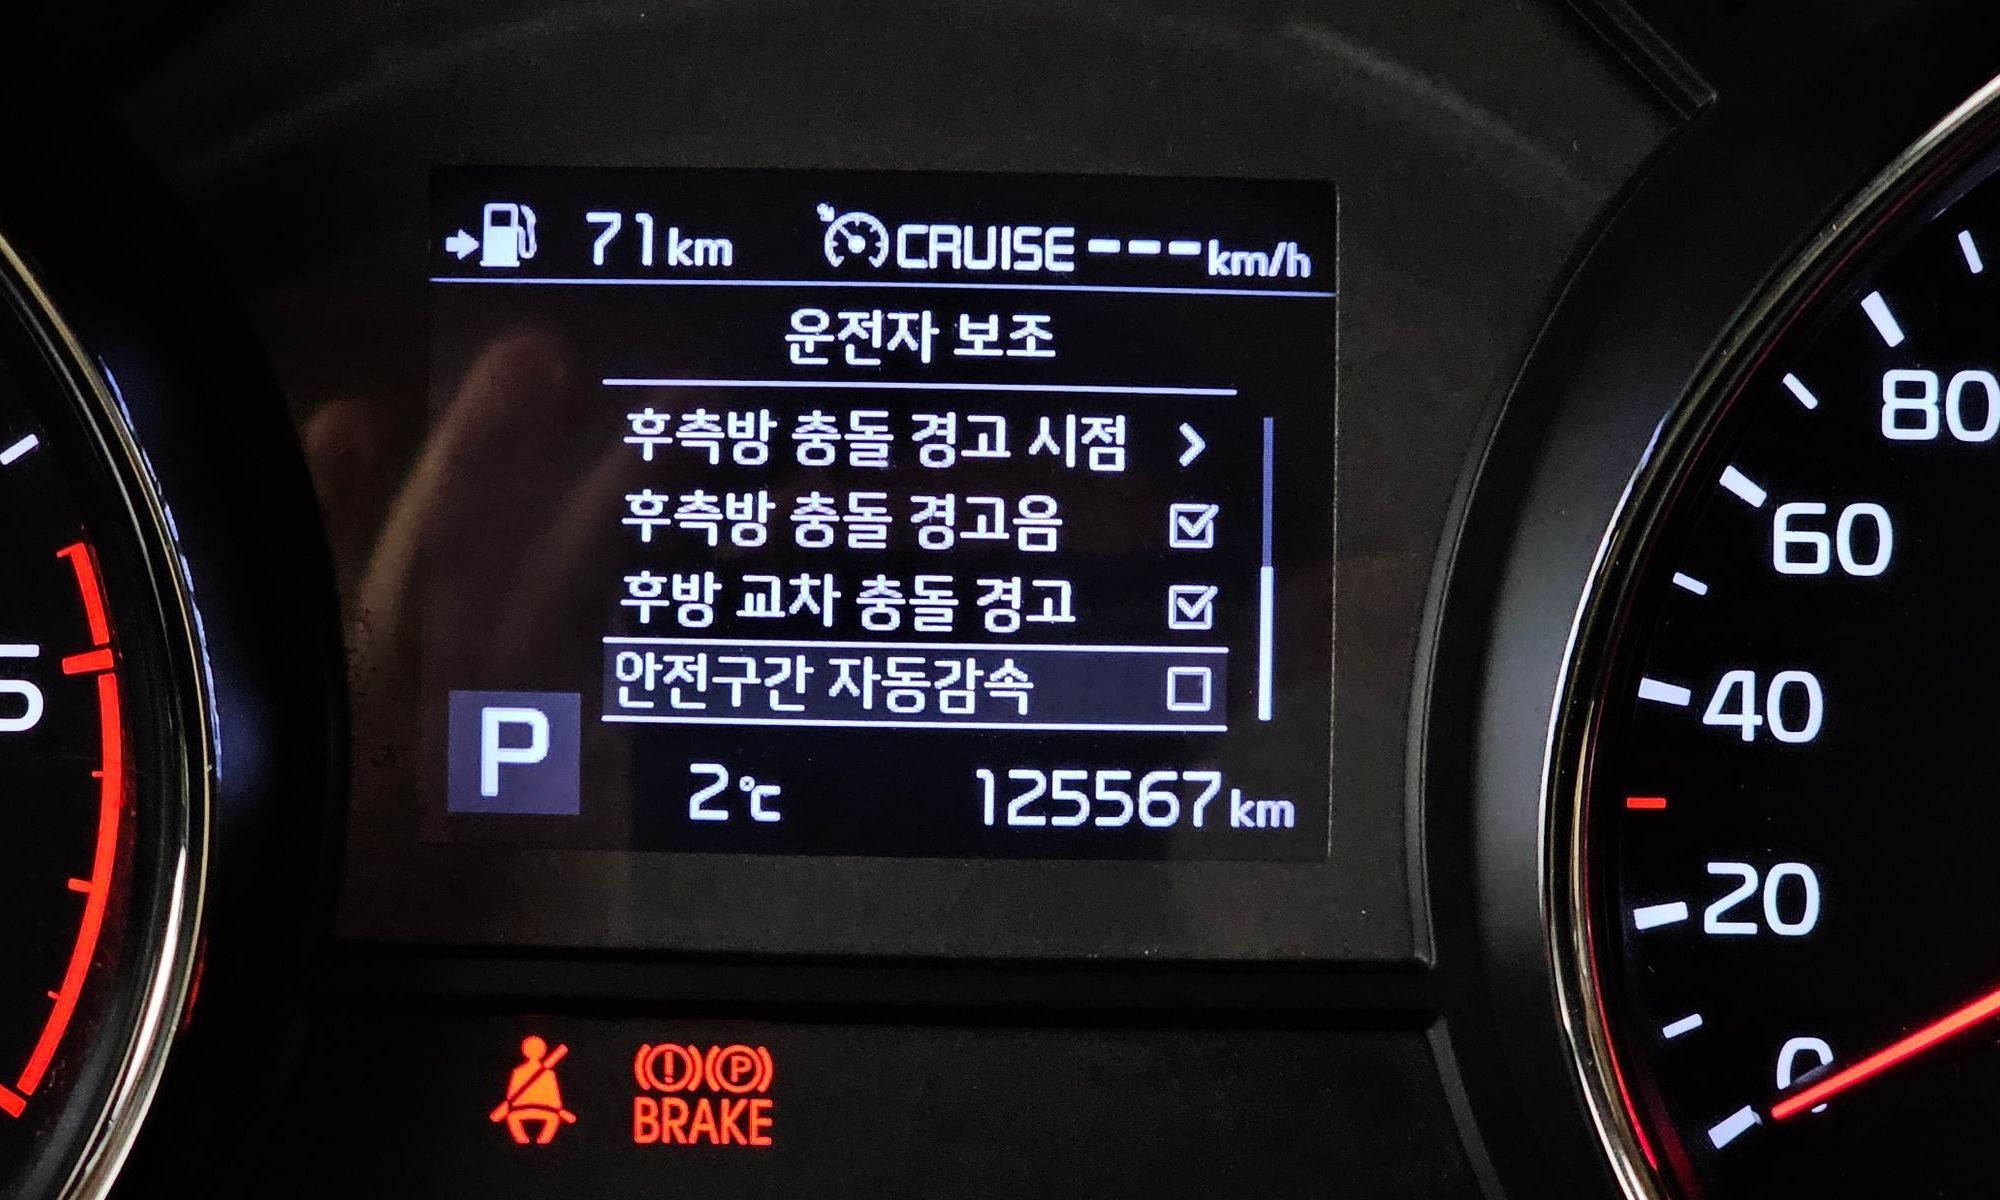 71km CRUISE ---km/h
운전자 보조
후측방 충돌 경고 시점 >
후측방 충돌 경고음
후방 교차 충돌 경고
안전구간 자동감속
P
2℃ 125567km
(!) (P)
BRAKE
80
60
40
20
0
5